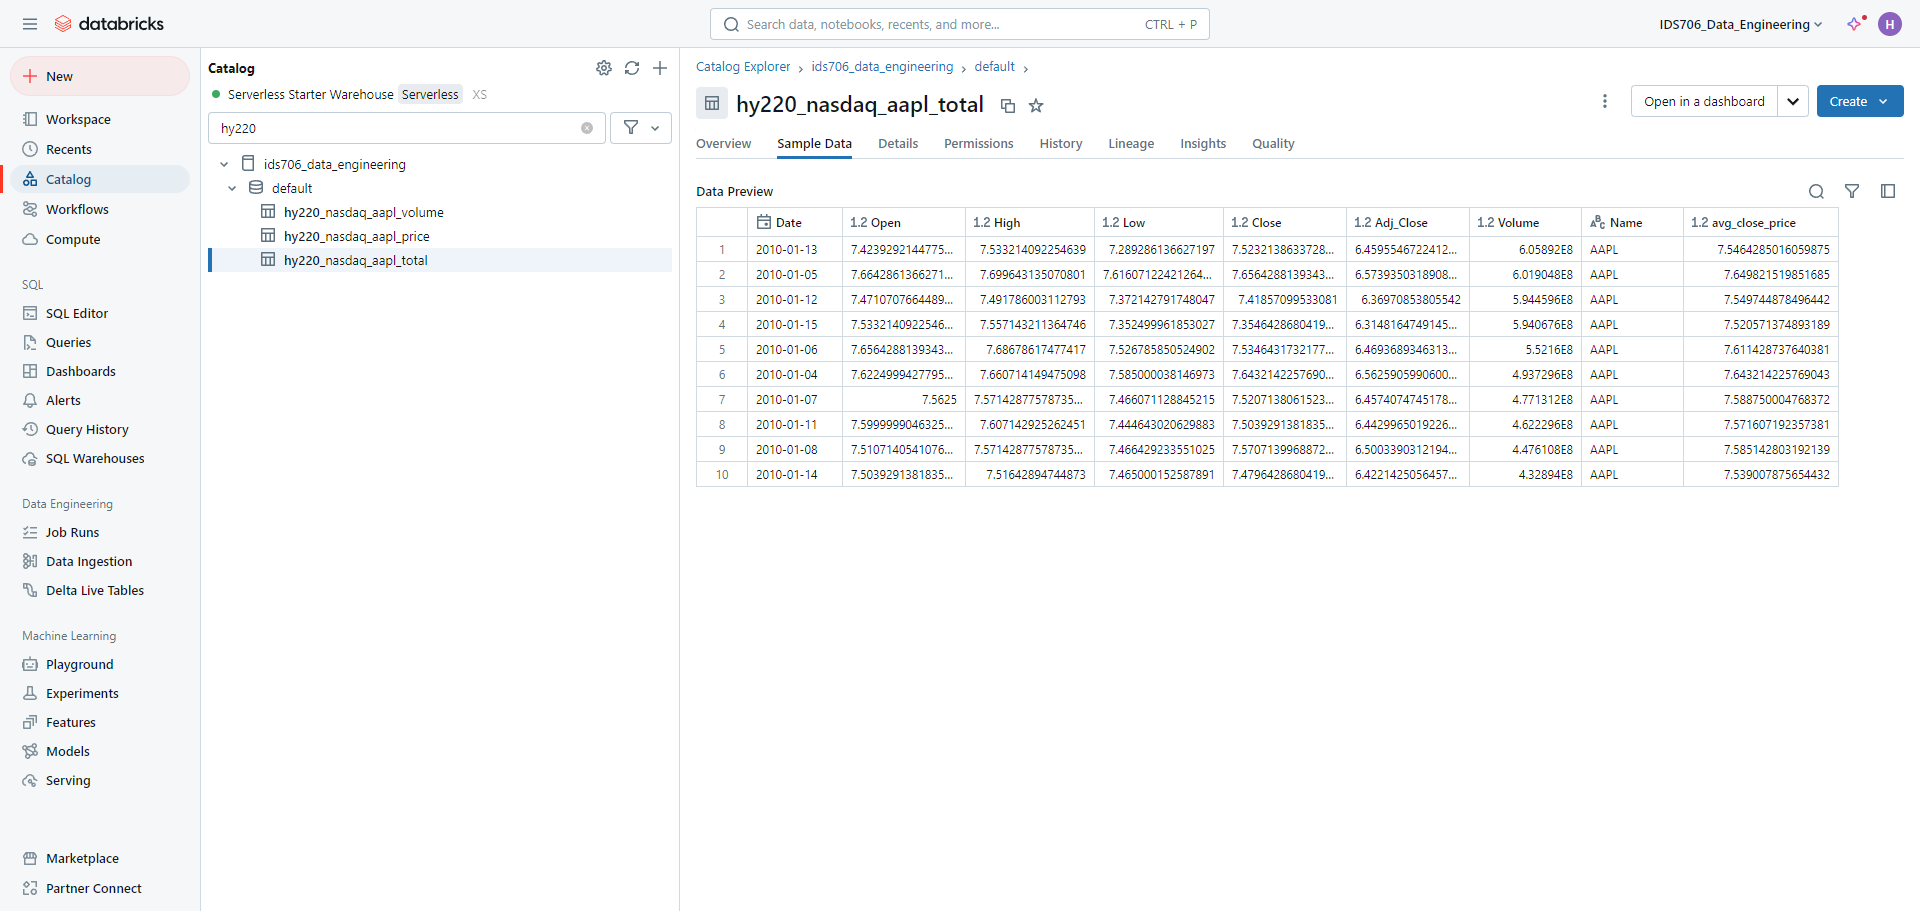 databricks
Search data, notebooks, recents, and more...
CTRL + P
IDS706_Data_Engineering
H
New
Workspace
Recents
Catalog
Workflows
Compute
SQL
SQL Editor
Queries
Dashboards
Alerts
Query History
SQL Warehouses
Data Engineering
Job Runs
Data Ingestion
Delta Live Tables
Machine Learning
Playground
Experiments
Features
Models
Serving
Marketplace
Partner Connect
Catalog
Serverless Starter Warehouse Serverless XS
hy220
ids706_data_engineering
default
hy220_nasdaq_aapl_volume
hy220_nasdaq_aapl_price
hy220_nasdaq_aapl_total
Catalog Explorer > ids706_data_engineering > default >
hy220_nasdaq_aapl_total
Open in a dashboard
Create
Overview Sample Data Details Permissions History Lineage Insights Quality
Data Preview
Date 1.2 Open 1.2 High 1.2 Low 1.2 Close 1.2 Adj_Close 1.2 Volume Name 1.2 avg_close_price
1 2010-01-13 7.4239292144775... 7.533214092254639 7.289286136627197 7.5232138633728... 6.4595546722412... 6.05892E8 AAPL 7.5464285016059875
2 2010-01-05 7.6642861366271... 7.699643135070801 7.61607122421264... 7.6564288139343... 6.5739350318908... 6.019048E8 AAPL 7.649821519851685
3 2010-01-12 7.4710707664489... 7.491786003112793 7.372142791748047 7.41857099533081 6.36970853805542 5.944596E8 AAPL 7.549744878496442
4 2010-01-15 7.5332140922546... 7.557143211364746 7.352499961853027 7.3546428680419... 6.3148164749145... 5.940676E8 AAPL 7.520571374893189
5 2010-01-06 7.6564288139343... 7.68678617477417 7.526785850524902 7.5346431732177... 6.4693689346313... 5.5216E8 AAPL 7.611428737640381
6 2010-01-04 7.6224999427795... 7.660714149475098 7.585000038146973 7.6432142257690... 6.5625905990600... 4.937296E8 AAPL 7.643214225769043
7 2010-01-07 7.5625 7.57142877578735... 7.466071128845215 7.5207138061523... 6.4574074745178... 4.771312E8 AAPL 7.588750004768372
8 2010-01-11 7.5999999046325... 7.607142925262451 7.444643020629883 7.5039291381835... 6.4429965019226... 4.622296E8 AAPL 7.571607192357381
9 2010-01-08 7.5107140541076... 7.57142877578735... 7.466429233551025 7.5707139968872... 6.5003390312194... 4.476108E8 AAPL 7.585142803192139
10 2010-01-14 7.5039291381835... 7.51642894744873 7.465000152587891 7.4796428680419... 6.4221425056457... 4.32894E8 AAPL 7.539007875654432